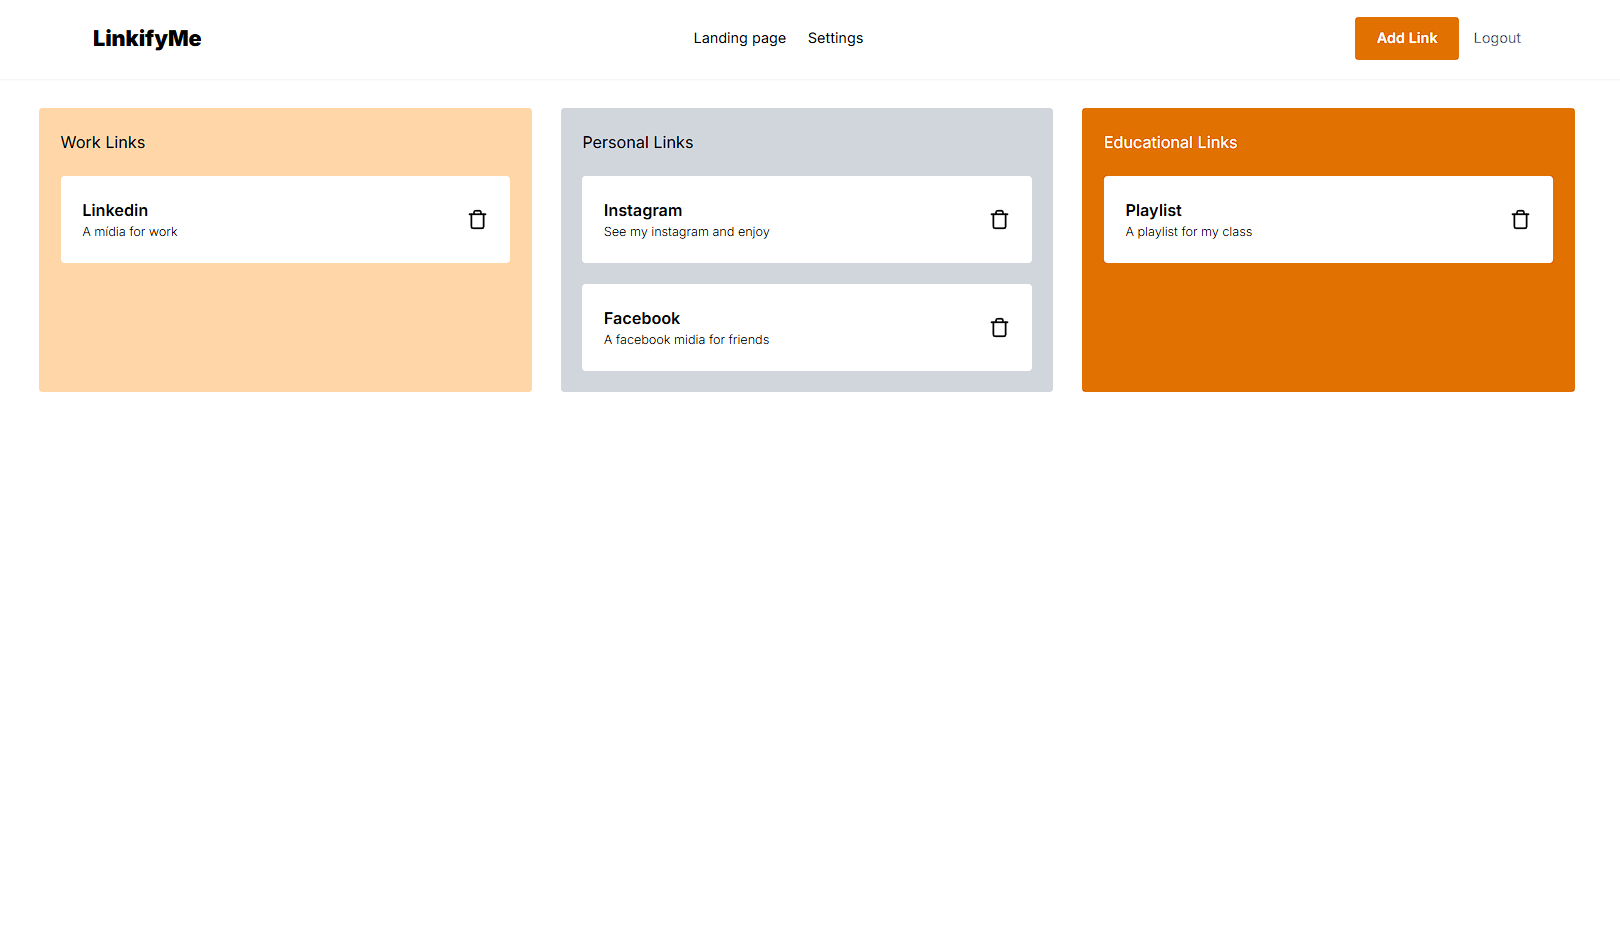 LinkifyMe
Landing page
Settings
Add Link
Logout
Work Links
Linkedin
A mídia for work
Personal Links
Instagram
See my instagram and enjoy
Facebook
A facebook midia for friends
Educational Links
Playlist
A playlist for my class